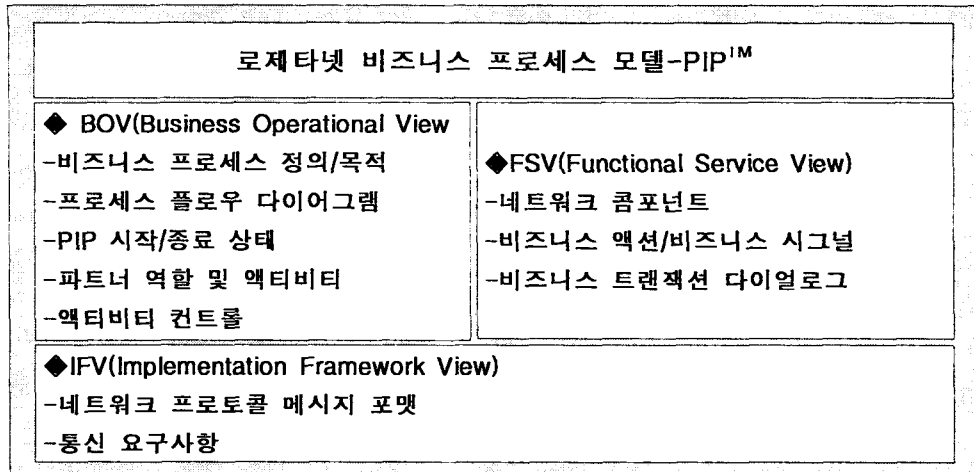 로제타넷 비즈니스 프로세스 모델-PIP™
◆ BOV(Business Operational View
-비즈니스 프로세스 정의/목적
-프로세스 플로우 다이어그램
-PIP 시작/종료 상태
-파트너 역할 및 액티비티
-액티비티 컨트롤
◆FSV(Functional Service View)
-네트워크 콤포넌트
-비즈니스 액션/비즈니스 시그널
-비즈니스 트랜잭션 다이얼로그
◆IFV(Implementation Framework View)
-네트워크 프로토콜 메시지 포맷
-통신 요구사항